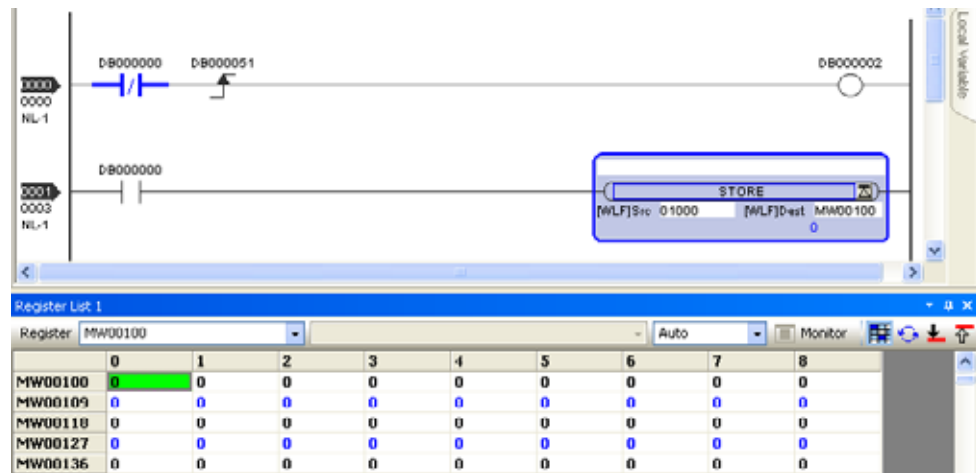 Local Variable
DB000000 DB000051 DB000002
0000
0000
NL-1
DB000000
0001
0003
NL-1
STORE
[WLF]Src 01000 [WLF]Dest MW00100
0
Register List 1
Register MW00100 Auto Monitor
0 1 2 3 4 5 6 7 8
MW00100 0 0 0 0 0 0 0 0 0
MW00109 0 0 0 0 0 0 0 0 0
MW00118 0 0 0 0 0 0 0 0 0
MW00127 0 0 0 0 0 0 0 0 0
MW00136 0 0 0 0 0 0 0 0 0